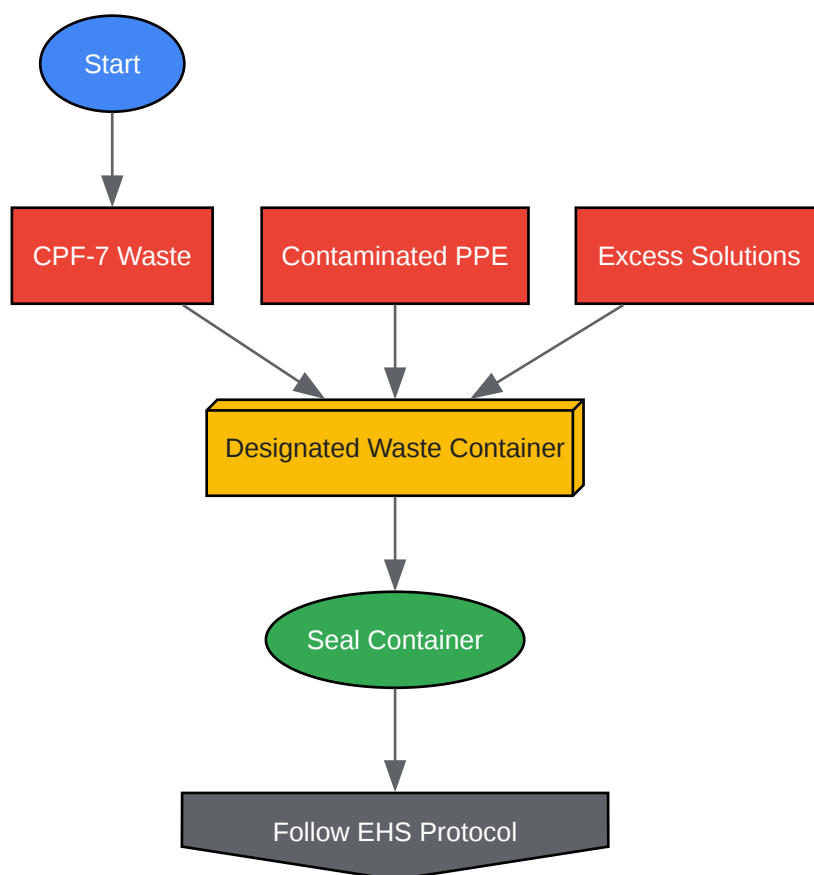 Start
CPF-7 Waste
Contaminated PPE
Excess Solutions
Designated Waste Container
Seal Container
Follow EHS Protocol